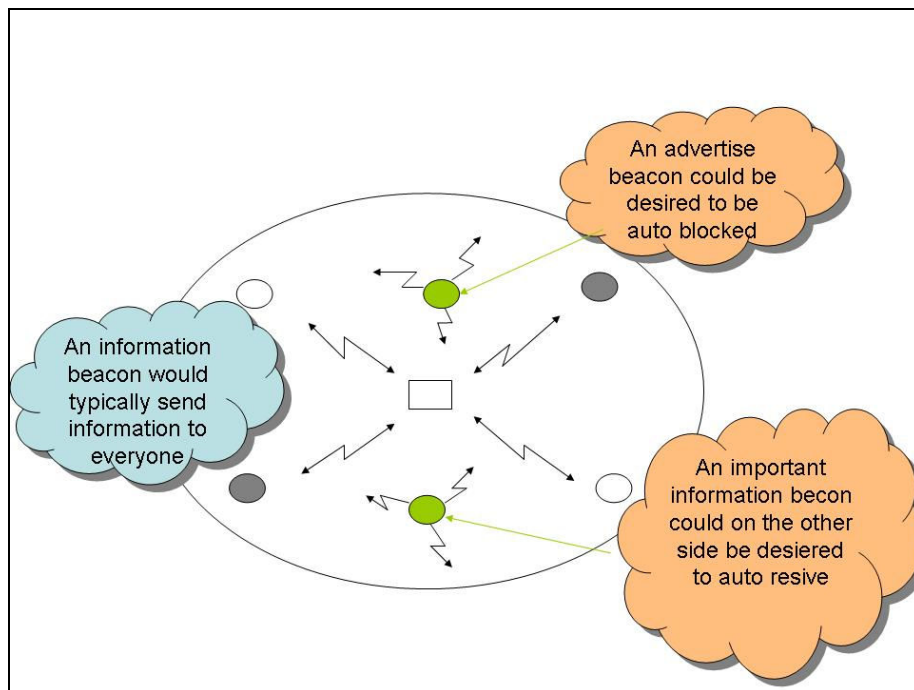 An advertise
beacon could be
desired to be
auto blocked
An information
beacon would
typically send
information to
everyone
An important
information becon
could on the other
side be desiered
to auto resive